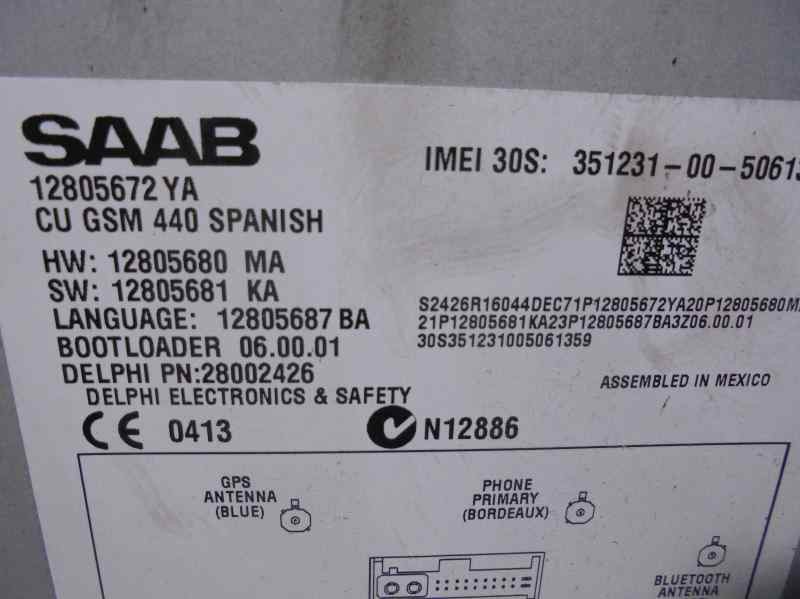 SAAB
12805672 YA
CU GSM 440 SPANISH
HW: 12805680 MA
SW: 12805681 KA
LANGUAGE: 12805687 BA
BOOTLOADER 06.00.01
DELPHI PN:28002426
DELPHI ELECTRONICS & SAFETY
CE 0413
N12886
IMEI 30S: 351231-00-50613
S2426R16044DEC71P12805672YA20P12805680MA
21P12805681KA23P12805687BA3Z06.00.01
30S351231005061359
ASSEMBLED IN MEXICO
GPS
ANTENNA
(BLUE)
PHONE
PRIMARY
(BORDEAUX)
BLUETOOTH
ANTENNA